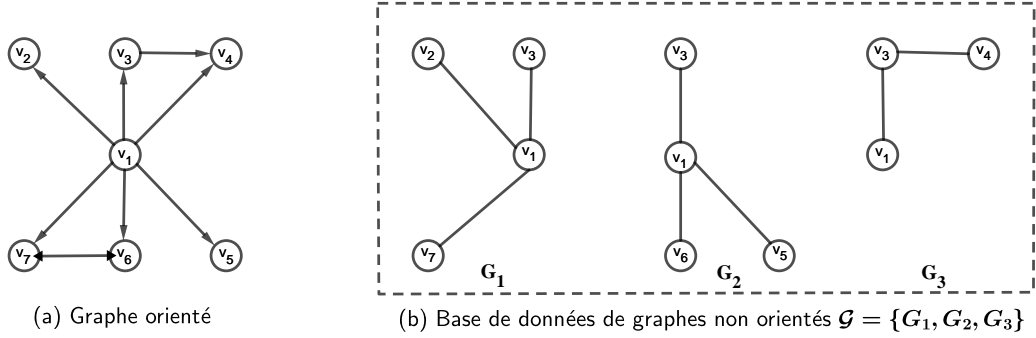 v2 v3 v4
v1
v7 v6 v5
(a) Graphe orienté
v2 v3
v1
v7
G1
v3
v1
v6 v5
G2
v3 v4
v1
G3
(b) Base de données de graphes non orientés 𝓖 = {G1, G2, G3}